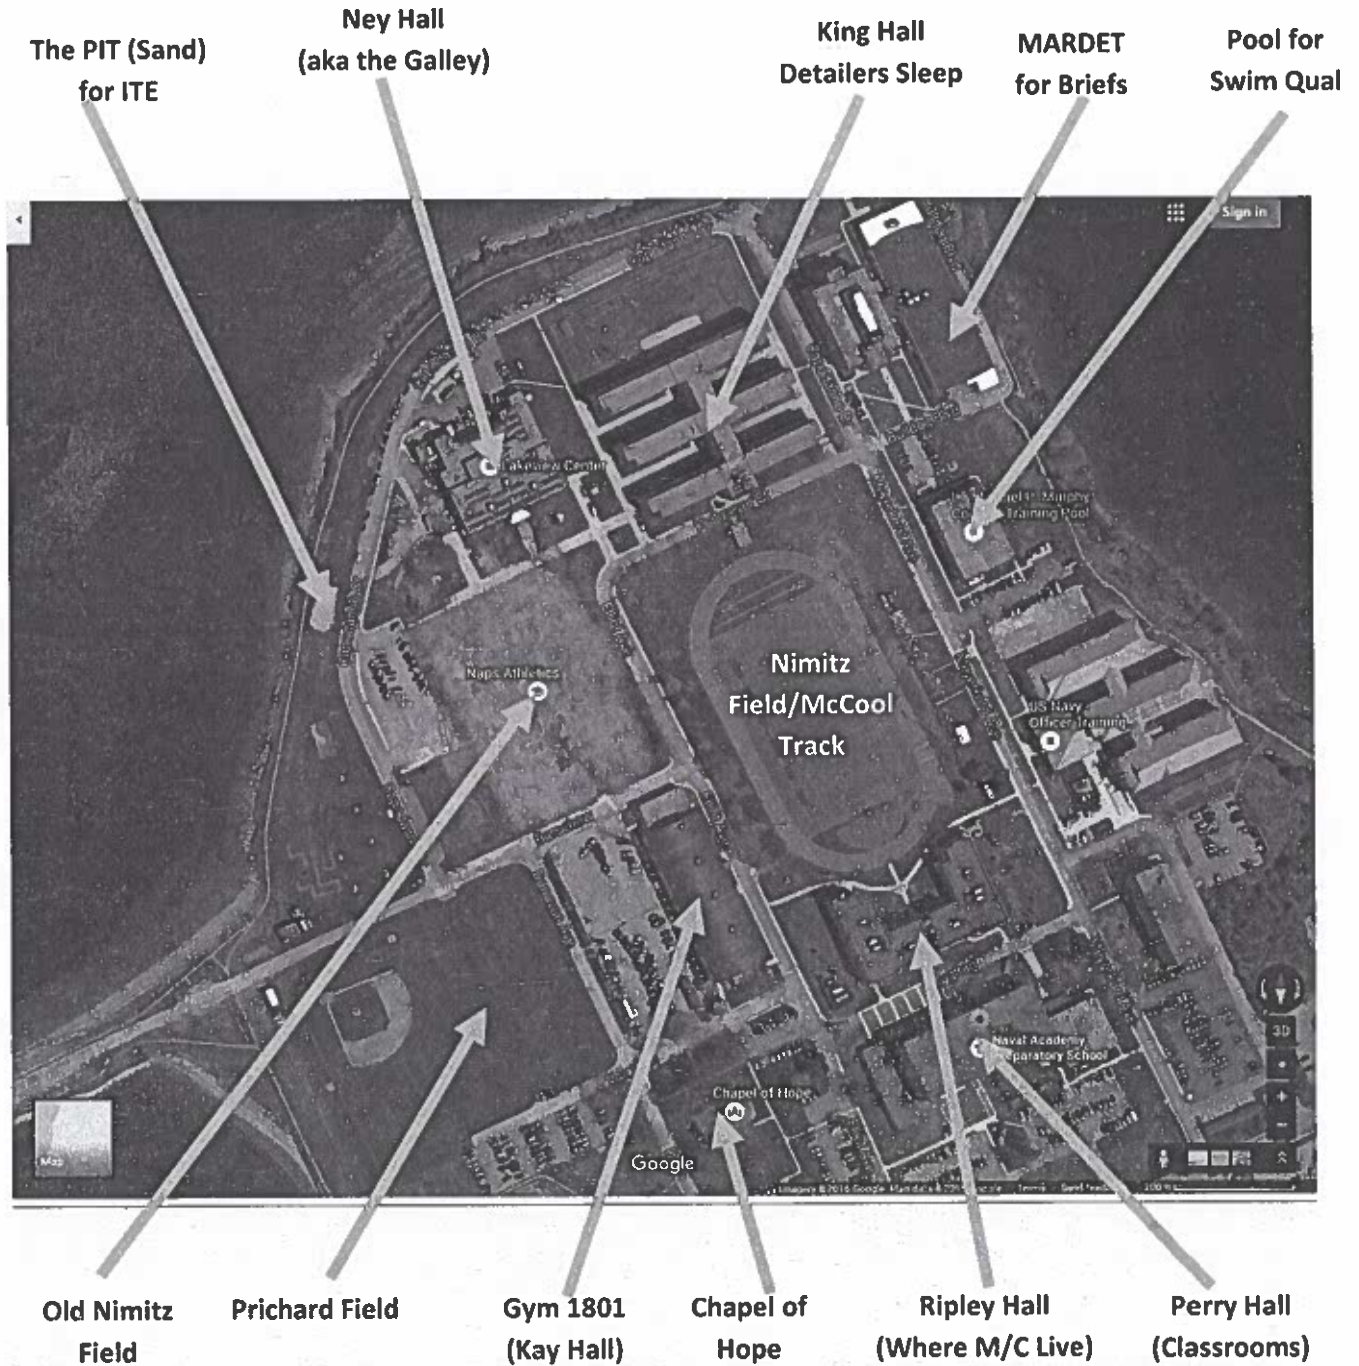 Ney Hall
(aka the Galley)
The PIT (Sand)
for ITE
King Hall
Detailers Sleep
MARDET
for Briefs
Pool for
Swim Qual
Sign in
Lakeview Center
Murphy
Training Pool
Naps Athletics
Nimitz
Field/McCool
Track
US Navy
Officer Training
3D
Naval Academy
Preparatory School
Chapel of Hope
Map
Google
Old Nimitz
Field
Prichard Field
Gym 1801
(Kay Hall)
Chapel of
Hope
Ripley Hall
(Where M/C Live)
Perry Hall
(Classrooms)